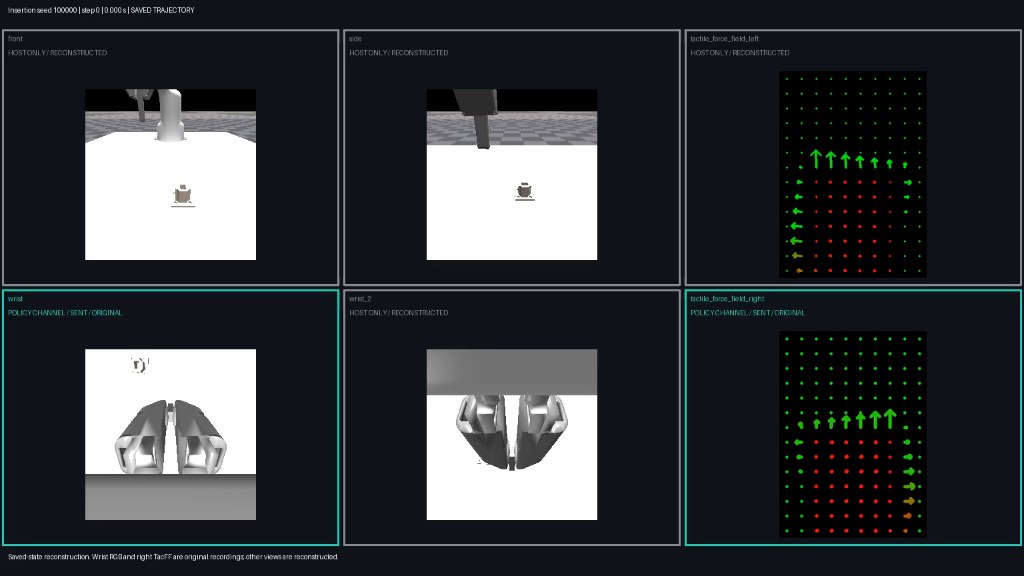 Insertion seed 100000 | step 0 | 0.000 s | SAVED TRAJECTORY
front
HOST ONLY / RECONSTRUCTED
side
HOST ONLY / RECONSTRUCTED
tactile_force_field_left
HOST ONLY / RECONSTRUCTED
wrist
POLICY CHANNEL / SENT / ORIGINAL
wrist_2
HOST ONLY / RECONSTRUCTED
tactile_force_field_right
POLICY CHANNEL / SENT / ORIGINAL
Saved-state reconstruction. Wrist RGB and right TacFF are original recordings; other views are reconstructed.